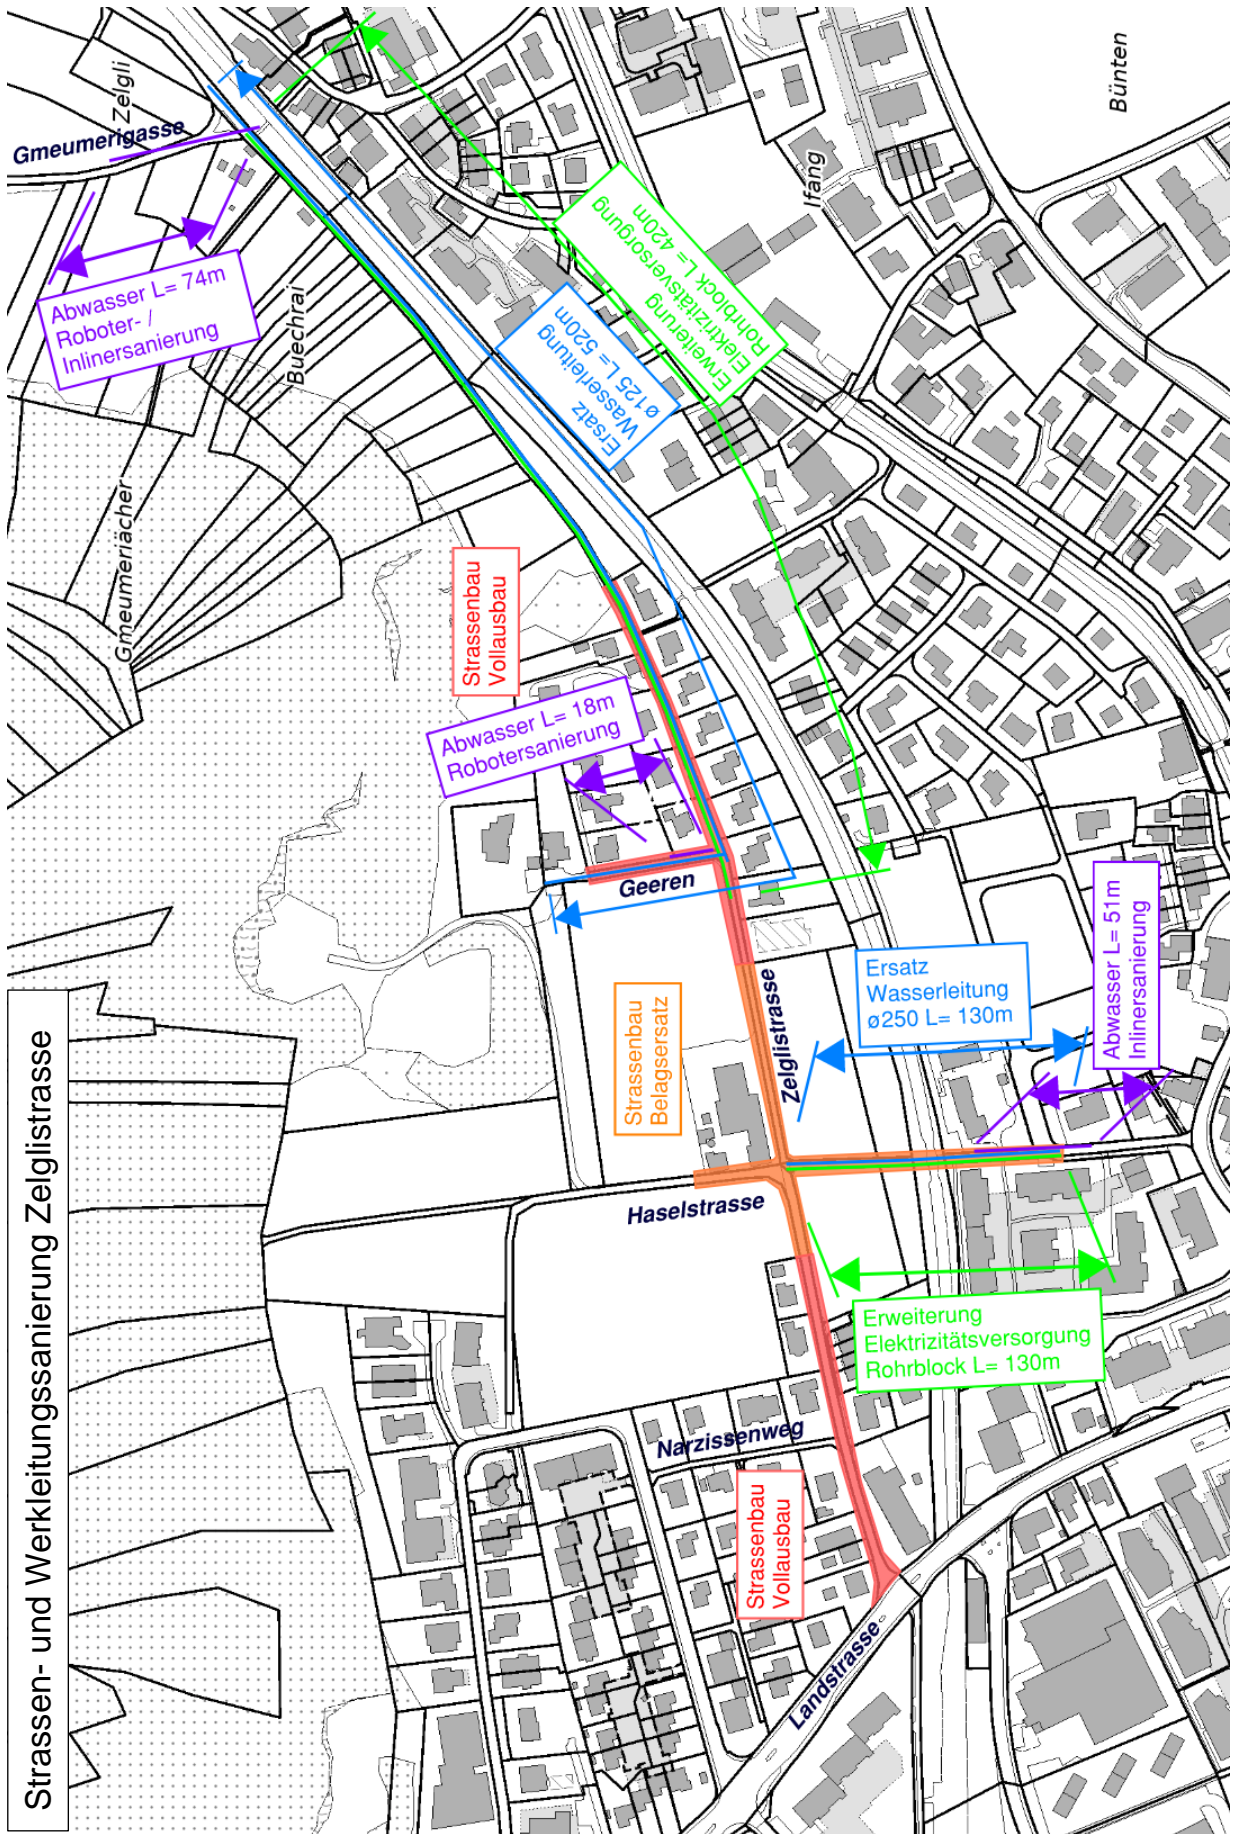 Strassen- und Werkleitungssanierung Zelglistrasse
Zelgli
Gmeumerigasse
Bünten
Ifang
Abwasser L= 74m
Roboter- /
Inlinersanierung
Buechral
Gmeumeriächer
Erweiterung
Elektrizitätsversorgung
Rohrblock L= 420m
Ersatz
Wasserleitung
ø125 L= 520m
Strassenbau
Vollausbau
Abwasser L= 18m
Robotersanierung
Geeren
Zelglistrasse
Ersatz
Wasserleitung
ø250 L= 130m
Abwasser L= 51m
Inlinersanierung
Strassenbau
Belagsersatz
Haselstrasse
Erweiterung
Elektrizitätsversorgung
Rohrblock L= 130m
Narzissenweg
Strassenbau
Vollausbau
Landstrasse